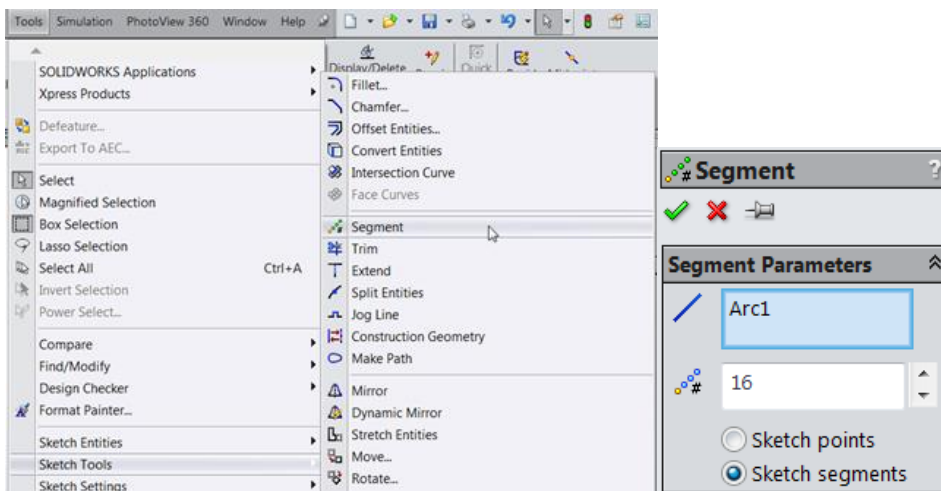 Tools Simulation PhotoView 360 Window Help
Display/Delete
Quick
SOLIDWORKS Applications
Xpress Products
Defeature...
Export To AEC...
Select
Magnified Selection
Box Selection
Lasso Selection
Select All Ctrl+A
Invert Selection
Power Select...
Compare
Find/Modify
Design Checker
Format Painter...
Sketch Entities
Sketch Tools
Sketch Settings
Fillet...
Chamfer...
Offset Entities...
Convert Entities
Intersection Curve
Face Curves
Segment
Trim
Extend
Split Entities
Jog Line
Construction Geometry
Make Path
Mirror
Dynamic Mirror
Stretch Entities
Move...
Rotate...
Segment ?
Segment Parameters
Arc1
# 16
Sketch points
Sketch segments